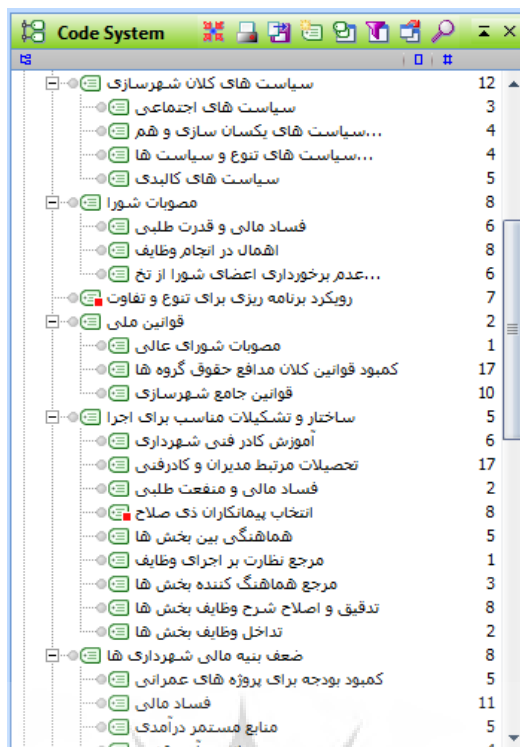 Code System
سیاست های کلان شهرسازی 12
سیاست های اجتماعی 3
سیاست های یکسان سازی و هم... 4
سیاست های تنوع و سیاست ها... 4
سیاست های کالبدی 5
مصوبات شورا 8
فساد مالی و قدرت طلبی 6
اهمال در انجام وظایف 8
عدم برخورداری اعضای شورا از تخ... 6
رویکرد برنامه ریزی برای تنوع و تفاوت 7
قوانین ملی 2
مصوبات شورای عالی 1
کمبود قوانین کلان مدافع حقوق گروه ها 17
قوانین جامع شهرسازی 10
ساختار و تشکیلات مناسب برای اجرا 5
آموزش کادر فنی شهرداری 6
تحصیلات مرتبط مدیران و کادرفنی 17
فساد مالی و منفعت طلبی 2
انتخاب پیمانکاران ذی صلاح 8
هماهنگی بین بخش ها 5
مرجع نظارت بر اجرای وظایف 1
مرجع هماهنگ کننده بخش ها 3
تدقیق و اصلاح شرح وظایف بخش ها 8
تداخل وظایف بخش ها 2
ضعف بنیه مالی شهرداری ها 8
کمبود بودجه برای پروژه های عمرانی 5
فساد مالی 11
منابع مستمر درآمدی 5